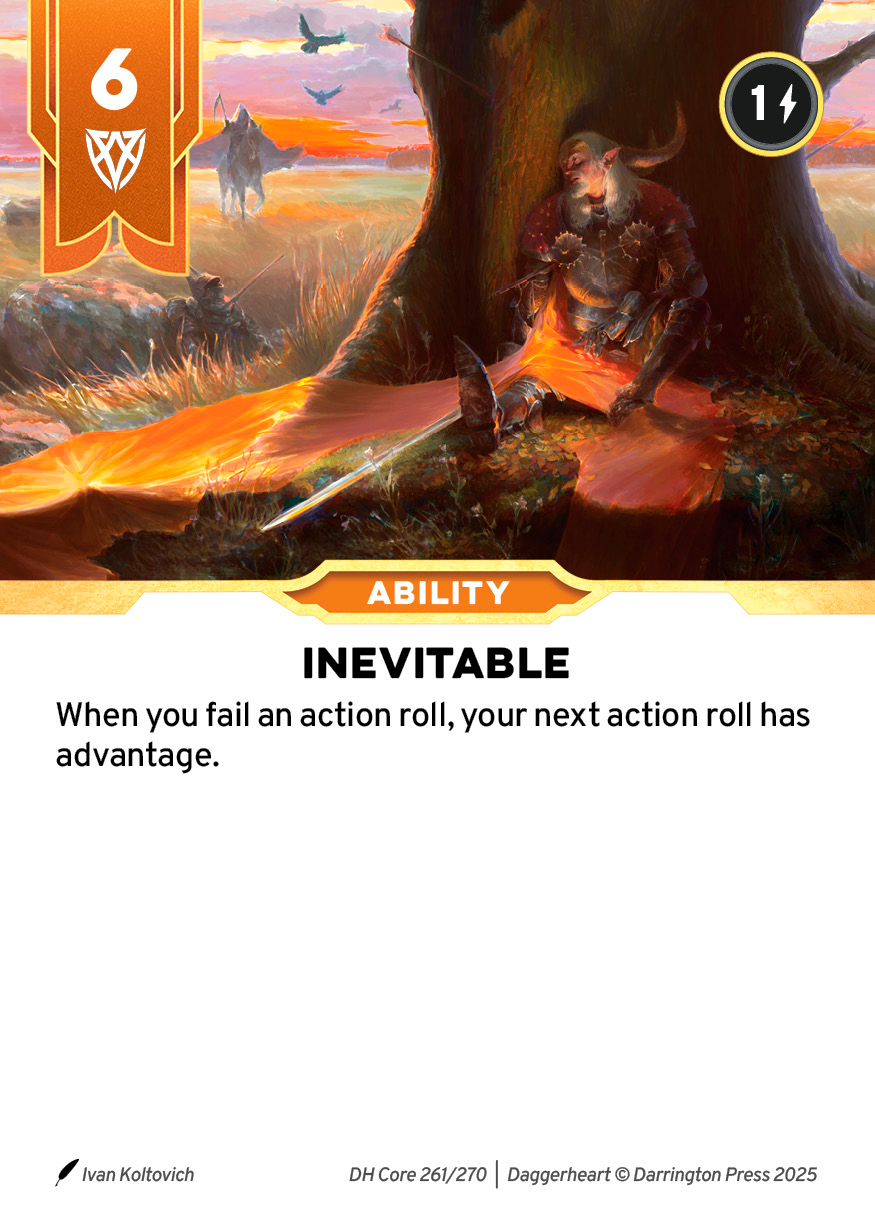 6
1
ABILITY
INEVITABLE
When you fail an action roll, your next action roll has
advantage.
Ivan Koltovich
DH Core 261/270 | Daggerheart © Darrington Press 2025